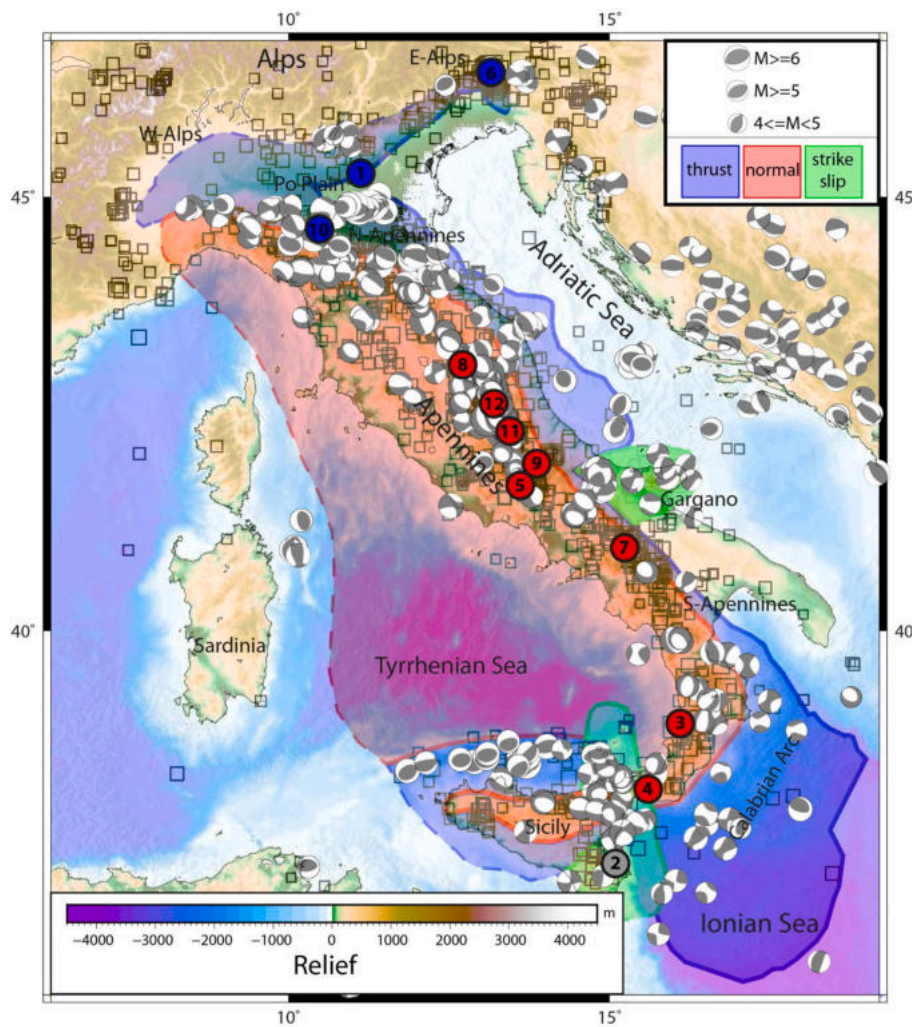 10°
15°
Alps
E-Alps
6
M>=6
M>=5
4<=M<5
W-Alps
thrust
normal
strike
slip
1
Po Plain
45°
45°
10
N-Apennines
Adriatic Sea
8
12
Apennines
11
9
5
Gargano
7
S-Apennines
40°
40°
Sardinia
Tyrrhenian Sea
3
4
Calabrian Arc
Sicily
2
Ionian Sea
m
−4000
−3000
−2000
−1000
0
1000
2000
3000
4000
Relief
10°
15°